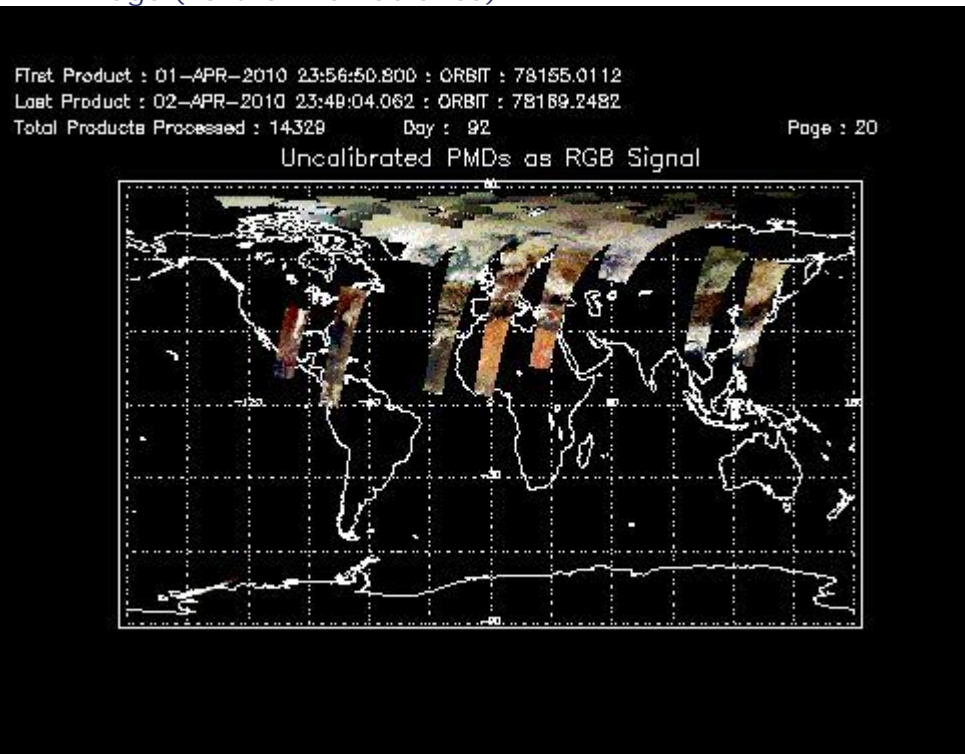 First Product : 01-APR-2010 23:56:50.800 : ORBIT : 78155.0112
Last Product : 02-APR-2010 23:49:04.062 : ORBIT : 78169.2482
Total Products Processed : 14329 Day : 92 Page : 20
Uncalibrated PMDs as RGB Signal
-120
180
-90